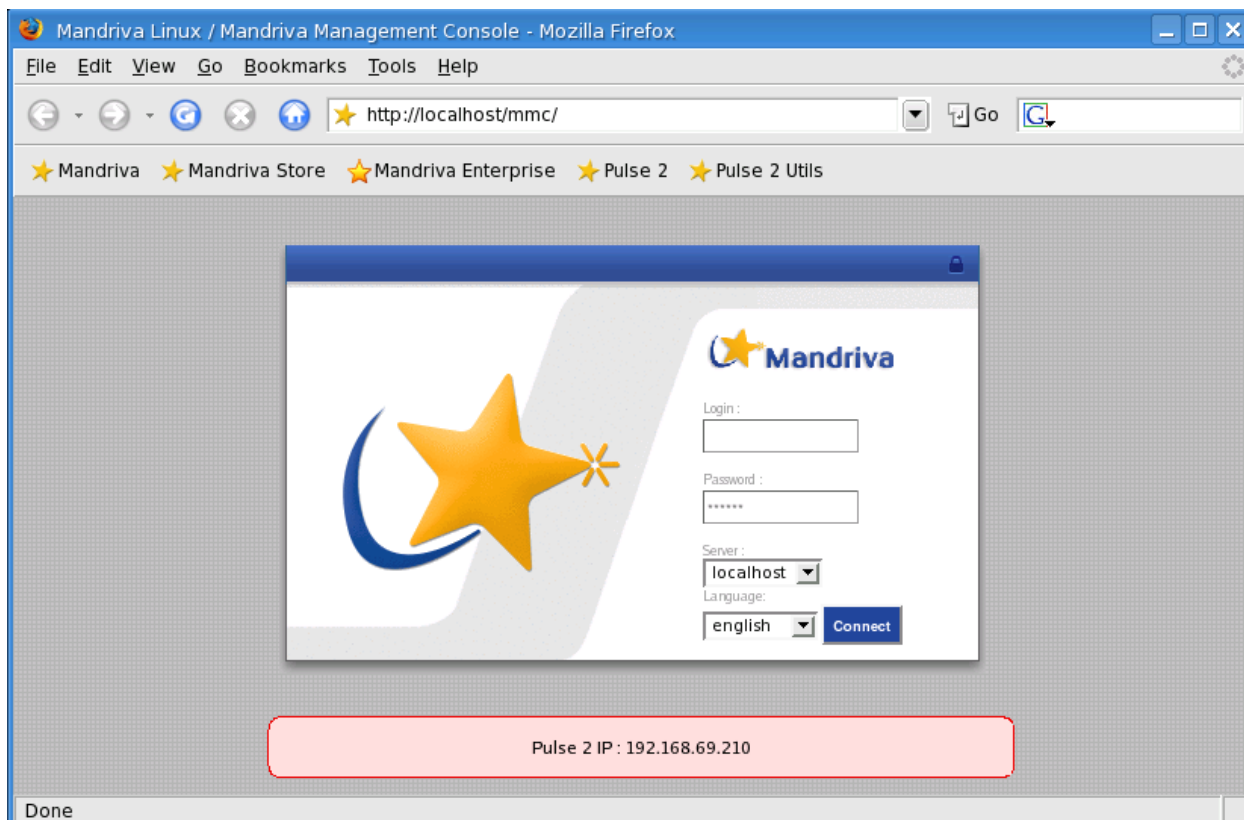 Mandriva Linux / Mandriva Management Console - Mozilla Firefox
File Edit View Go Bookmarks Tools Help
http://localhost/mmc/ Go G
Mandriva Mandriva Store Mandriva Enterprise Pulse 2 Pulse 2 Utils
Mandriva
Login :
Password :
******
Server :
localhost
Language:
english Connect
Pulse 2 IP : 192.168.69.210
Done